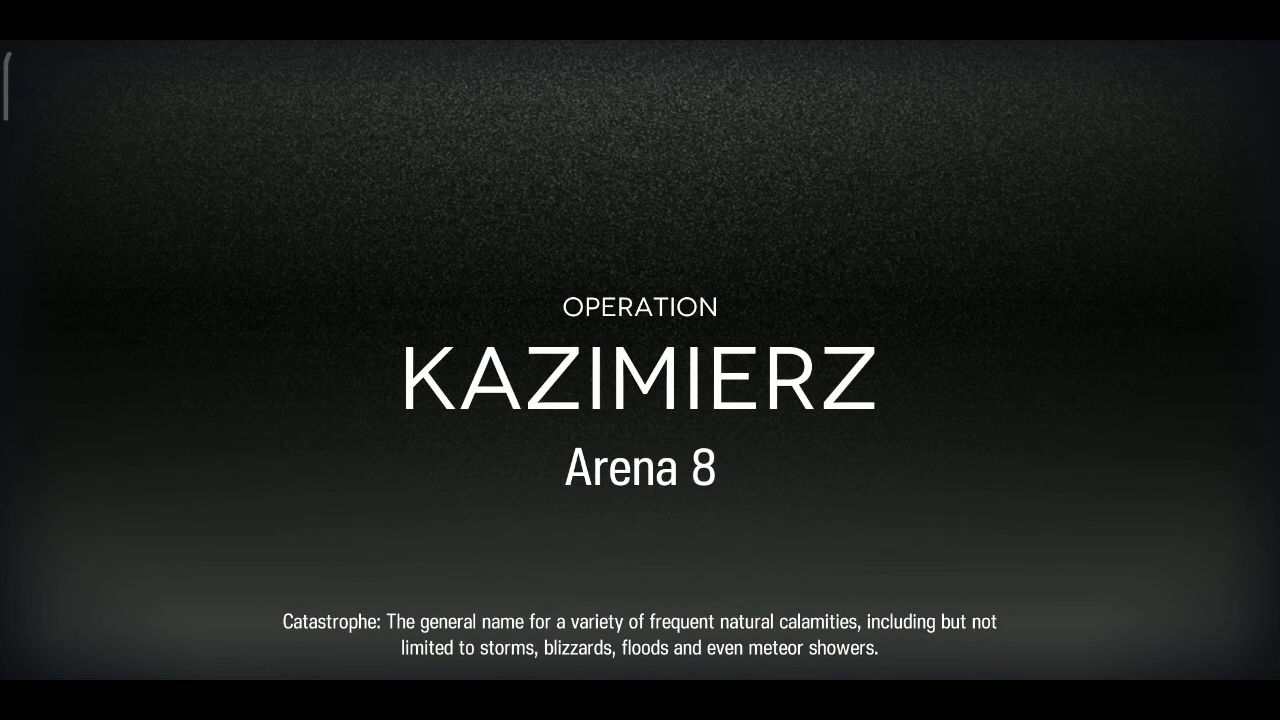 OPERATION
KAZIMIERZ
Arena 8
Catastrophe: The general name for a variety of frequent natural calamities, including but not
limited to storms, blizzards, floods and even meteor showers.